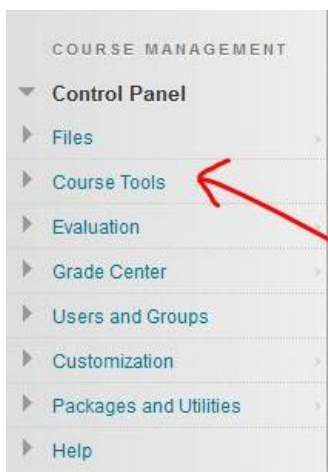 COURSE MANAGEMENT
Control Panel
Files
Course Tools
Evaluation
Grade Center
Users and Groups
Customization
Packages and Utilities
Help